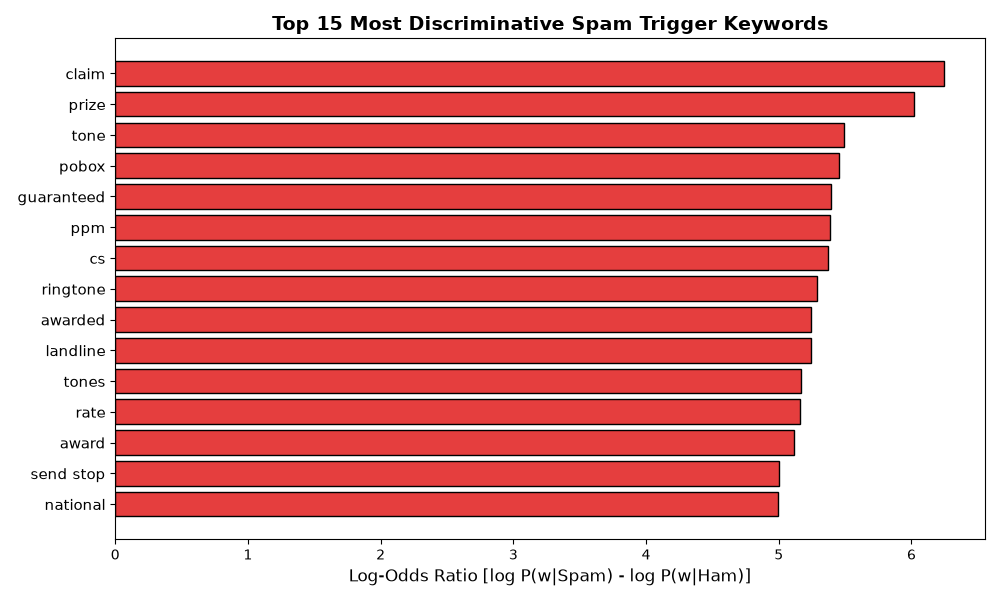 Top 15 Most Discriminative Spam Trigger Keywords
claim
prize
tone
pobox
guaranteed
ppm
cs
ringtone
awarded
landline
tones
rate
award
send stop
national
0 1 2 3 4 5 6
Log-Odds Ratio [log P(w|Spam) - log P(w|Ham)]